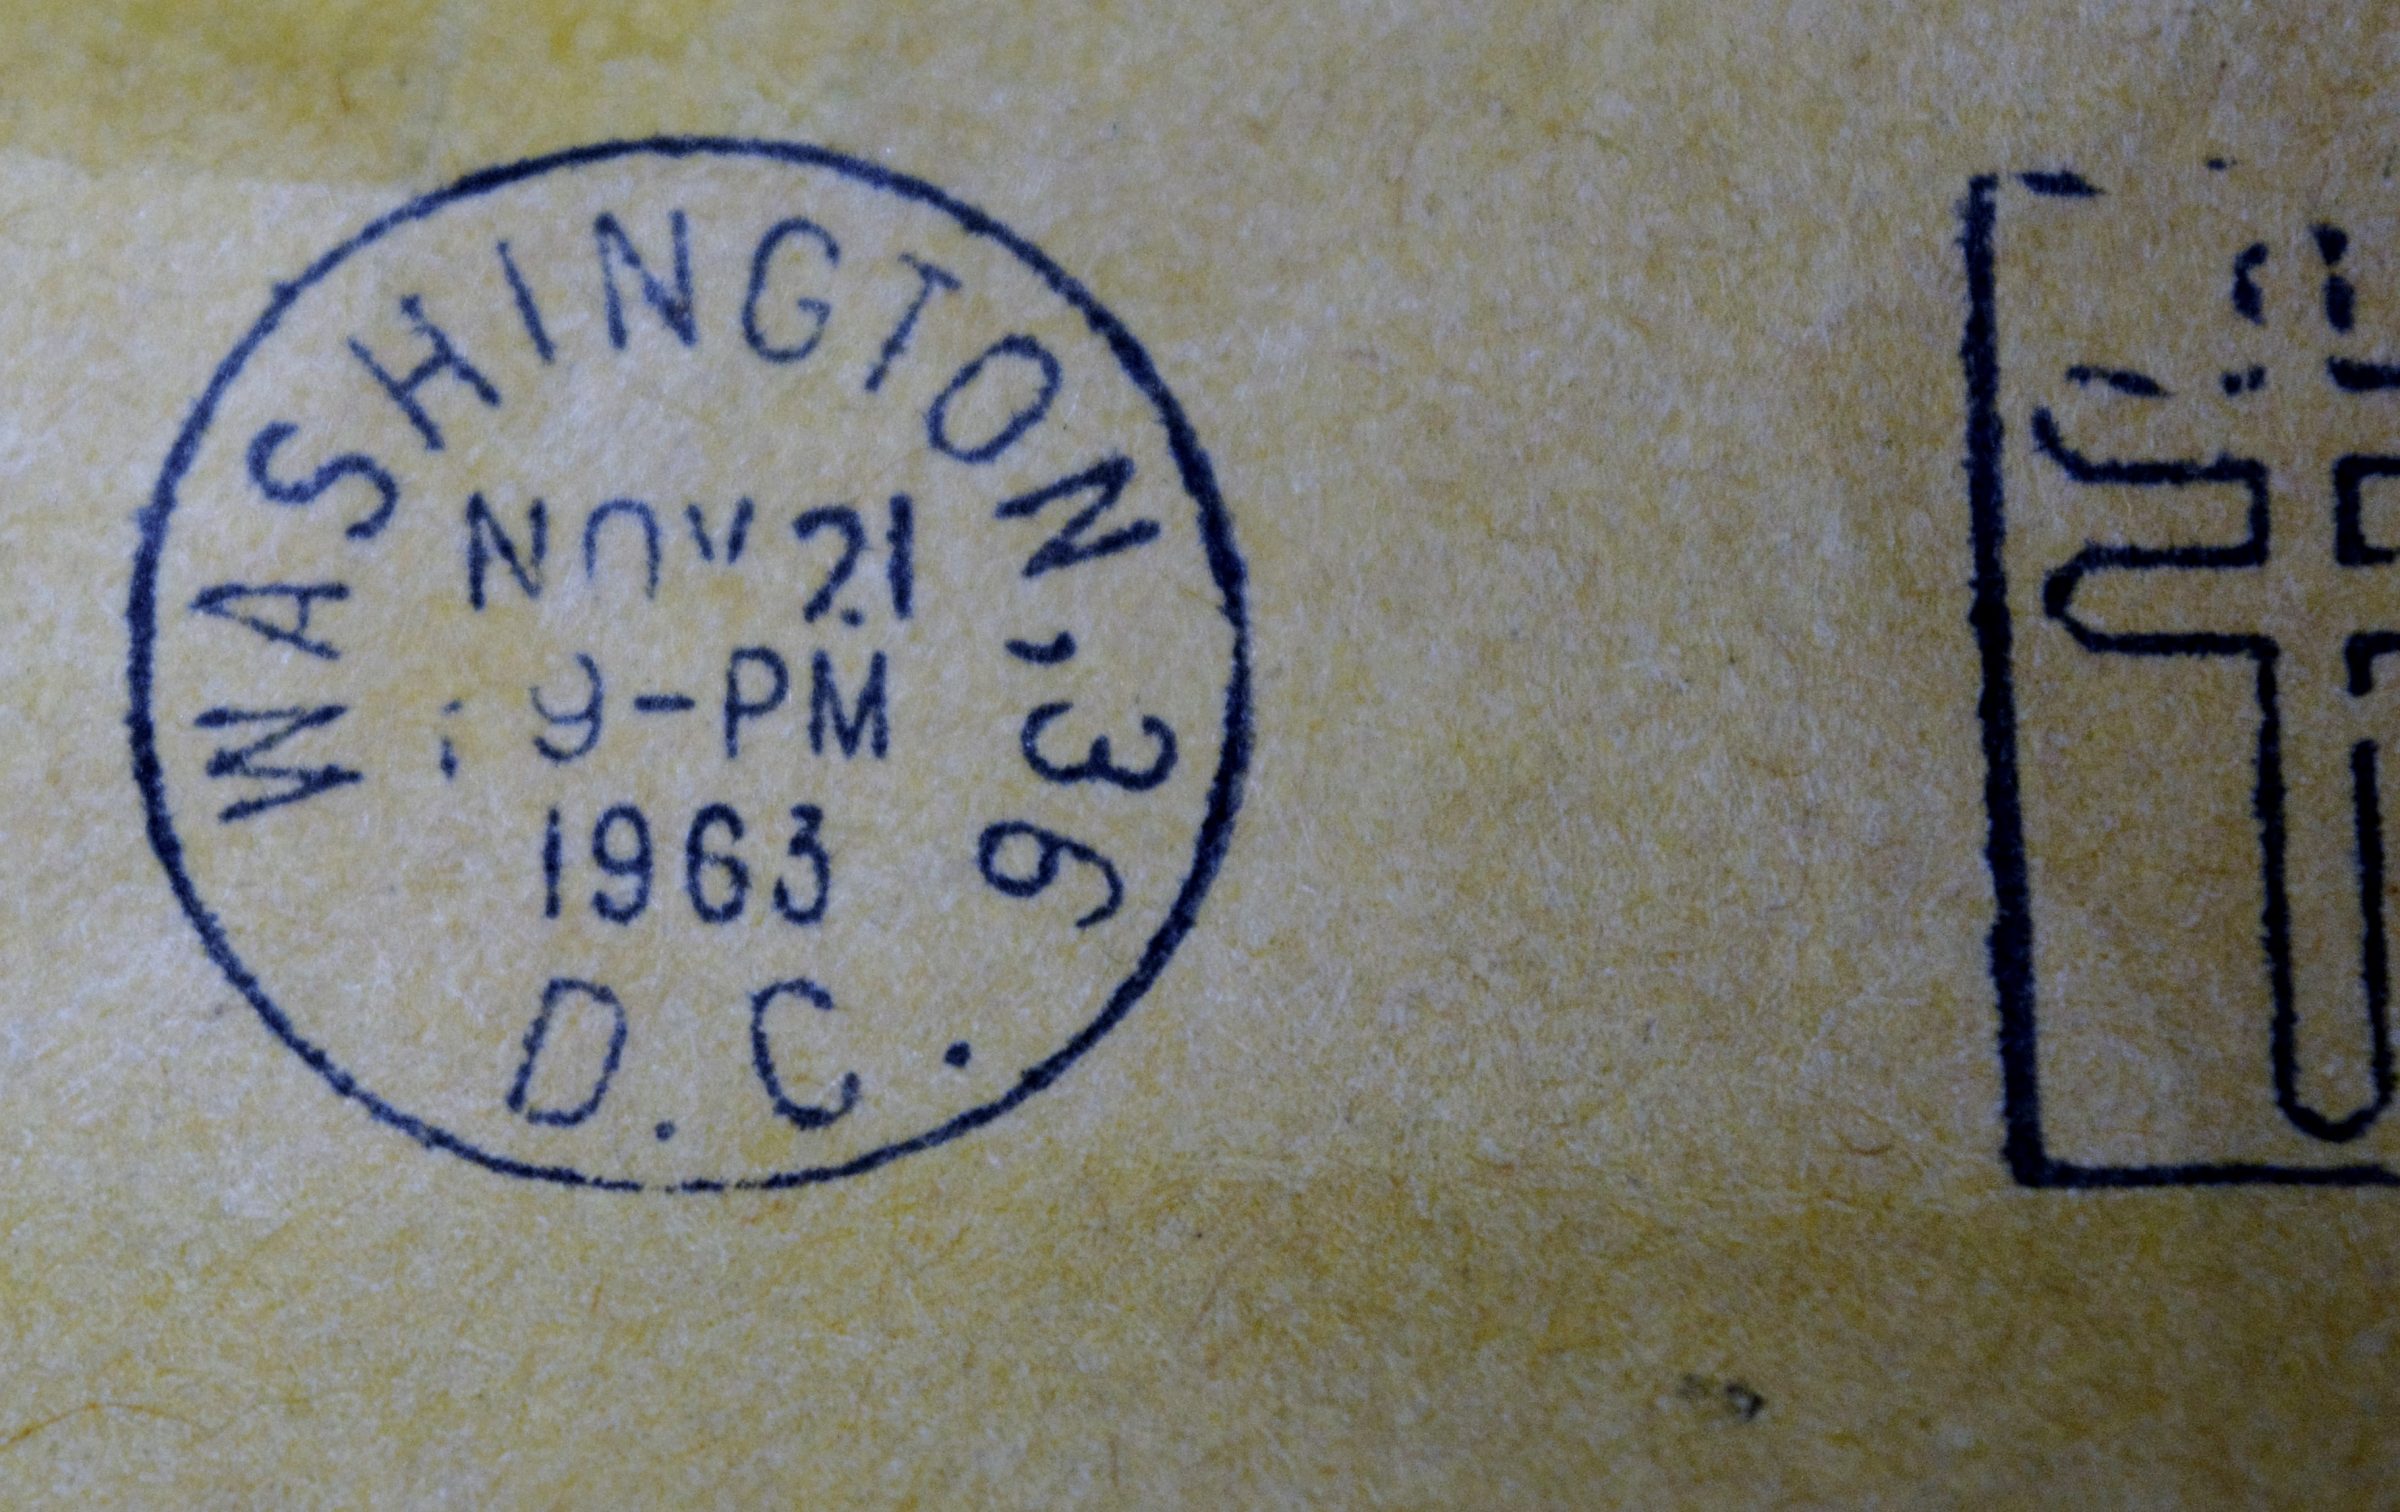 WASHINGTON, 36
NOV 21
9-PM
1963
D.C.